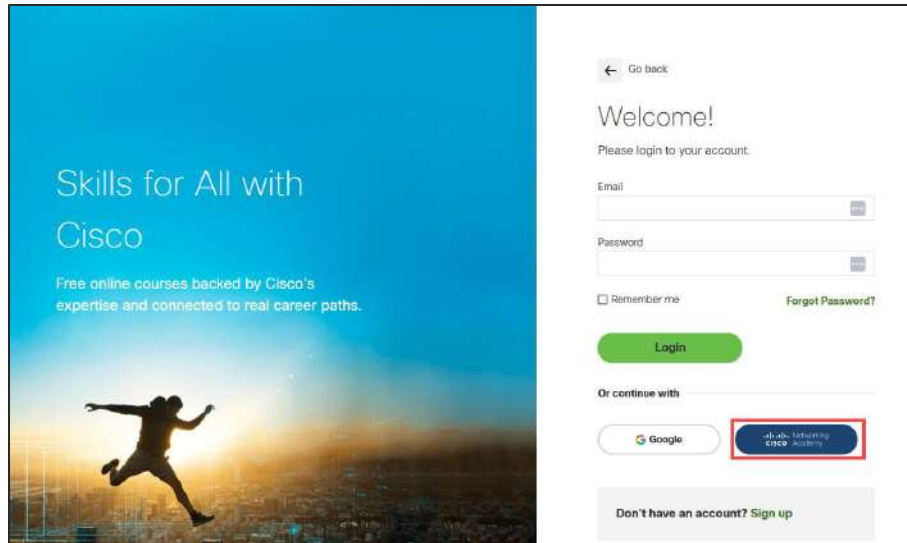 Skills for All with
Cisco
Free online courses backed by Cisco's
expertise and connected to real career paths.
Go back
Welcome!
Please login to your account.
Email
Password
Remember me
Forgot Password?
Login
Or continue with
Google
Networking
CISCO Academy
Don't have an account? Sign up